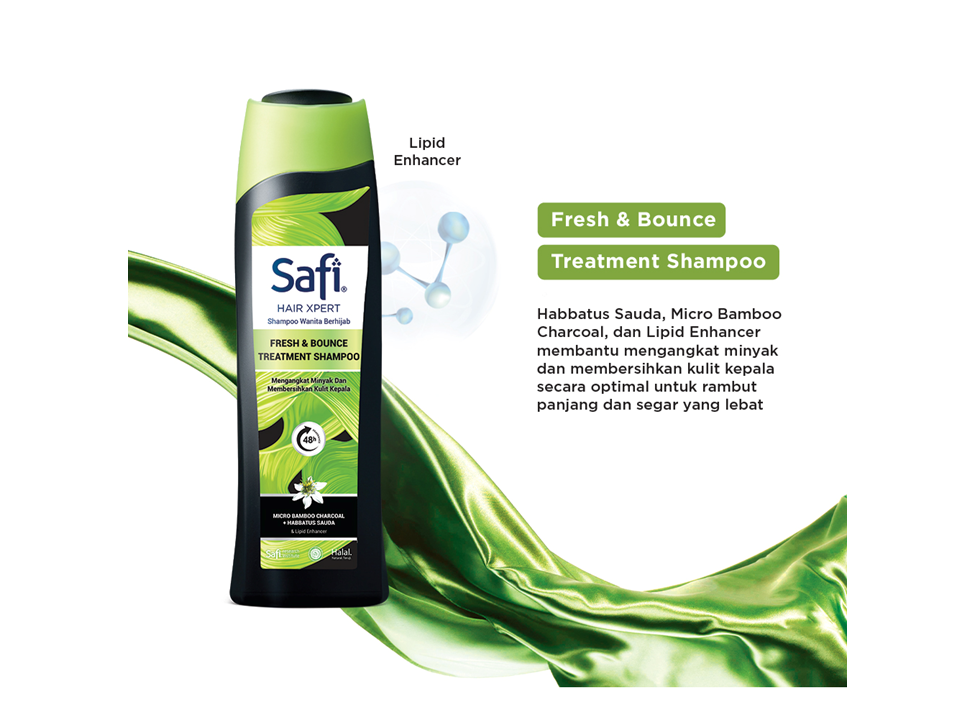 Lipid
Enhancer
Safi®
HAIR XPERT
Shampoo Wanita Berhijab
FRESH & BOUNCE
TREATMENT SHAMPOO
Mengangkat Minyak Dan
Membersihkan Kulit Kepala
48h
MICRO BAMBOO CHARCOAL
+ HABBATUS SAUDA
& Lipid Enhancer
Safi
Halal.
Fresh & Bounce
Treatment Shampoo
Habbatus Sauda, Micro Bamboo
Charcoal, dan Lipid Enhancer
membantu mengangkat minyak
dan membersihkan kulit kepala
secara optimal untuk rambut
panjang dan segar yang lebat